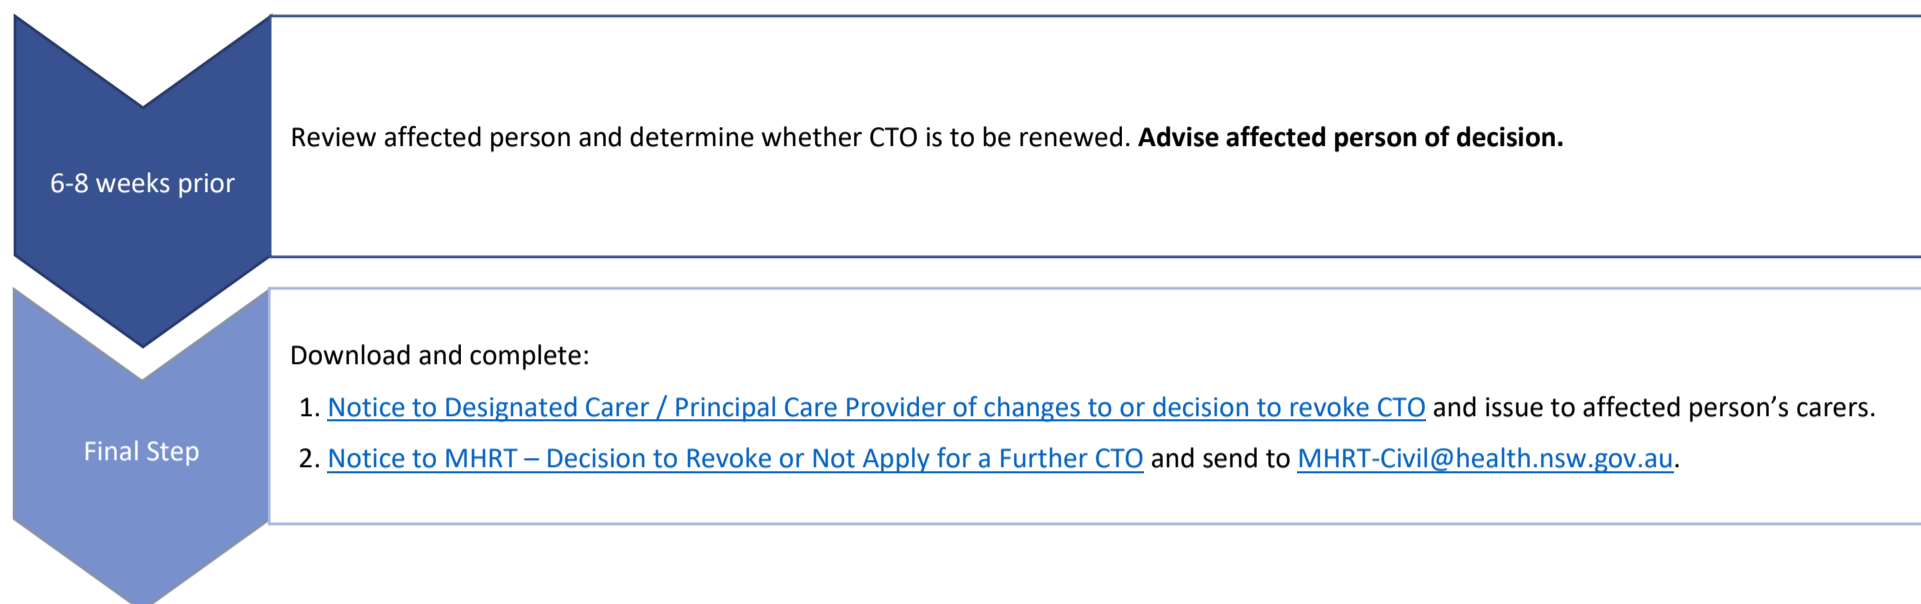 6-8 weeks prior
Review affected person and determine whether CTO is to be renewed. Advise affected person of decision.
Final Step
Download and complete:
1. Notice to Designated Carer / Principal Care Provider of changes to or decision to revoke CTO and issue to affected person’s carers.
2. Notice to MHRT – Decision to Revoke or Not Apply for a Further CTO and send to MHRT-Civil@health.nsw.gov.au.